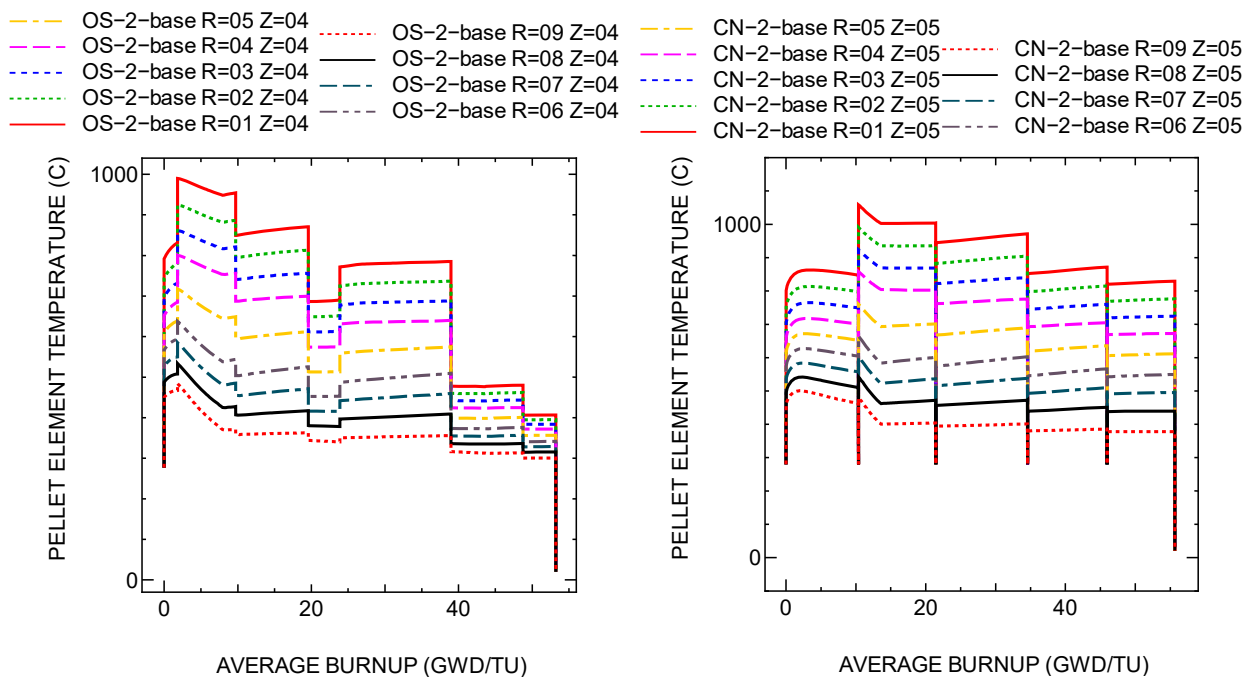 OS−2−base R=05 Z=04
OS−2−base R=04 Z=04
OS−2−base R=03 Z=04
OS−2−base R=02 Z=04
OS−2−base R=01 Z=04
OS−2−base R=09 Z=04
OS−2−base R=08 Z=04
OS−2−base R=07 Z=04
OS−2−base R=06 Z=04
PELLET ELEMENT TEMPERATURE (C)
1000
0
0
20
40
AVERAGE BURNUP (GWD/TU)
CN−2−base R=05 Z=05
CN−2−base R=04 Z=05
CN−2−base R=03 Z=05
CN−2−base R=02 Z=05
CN−2−base R=01 Z=05
CN−2−base R=09 Z=05
CN−2−base R=08 Z=05
CN−2−base R=07 Z=05
CN−2−base R=06 Z=05
PELLET ELEMENT TEMPERATURE (C)
1000
0
0
20
40
AVERAGE BURNUP (GWD/TU)